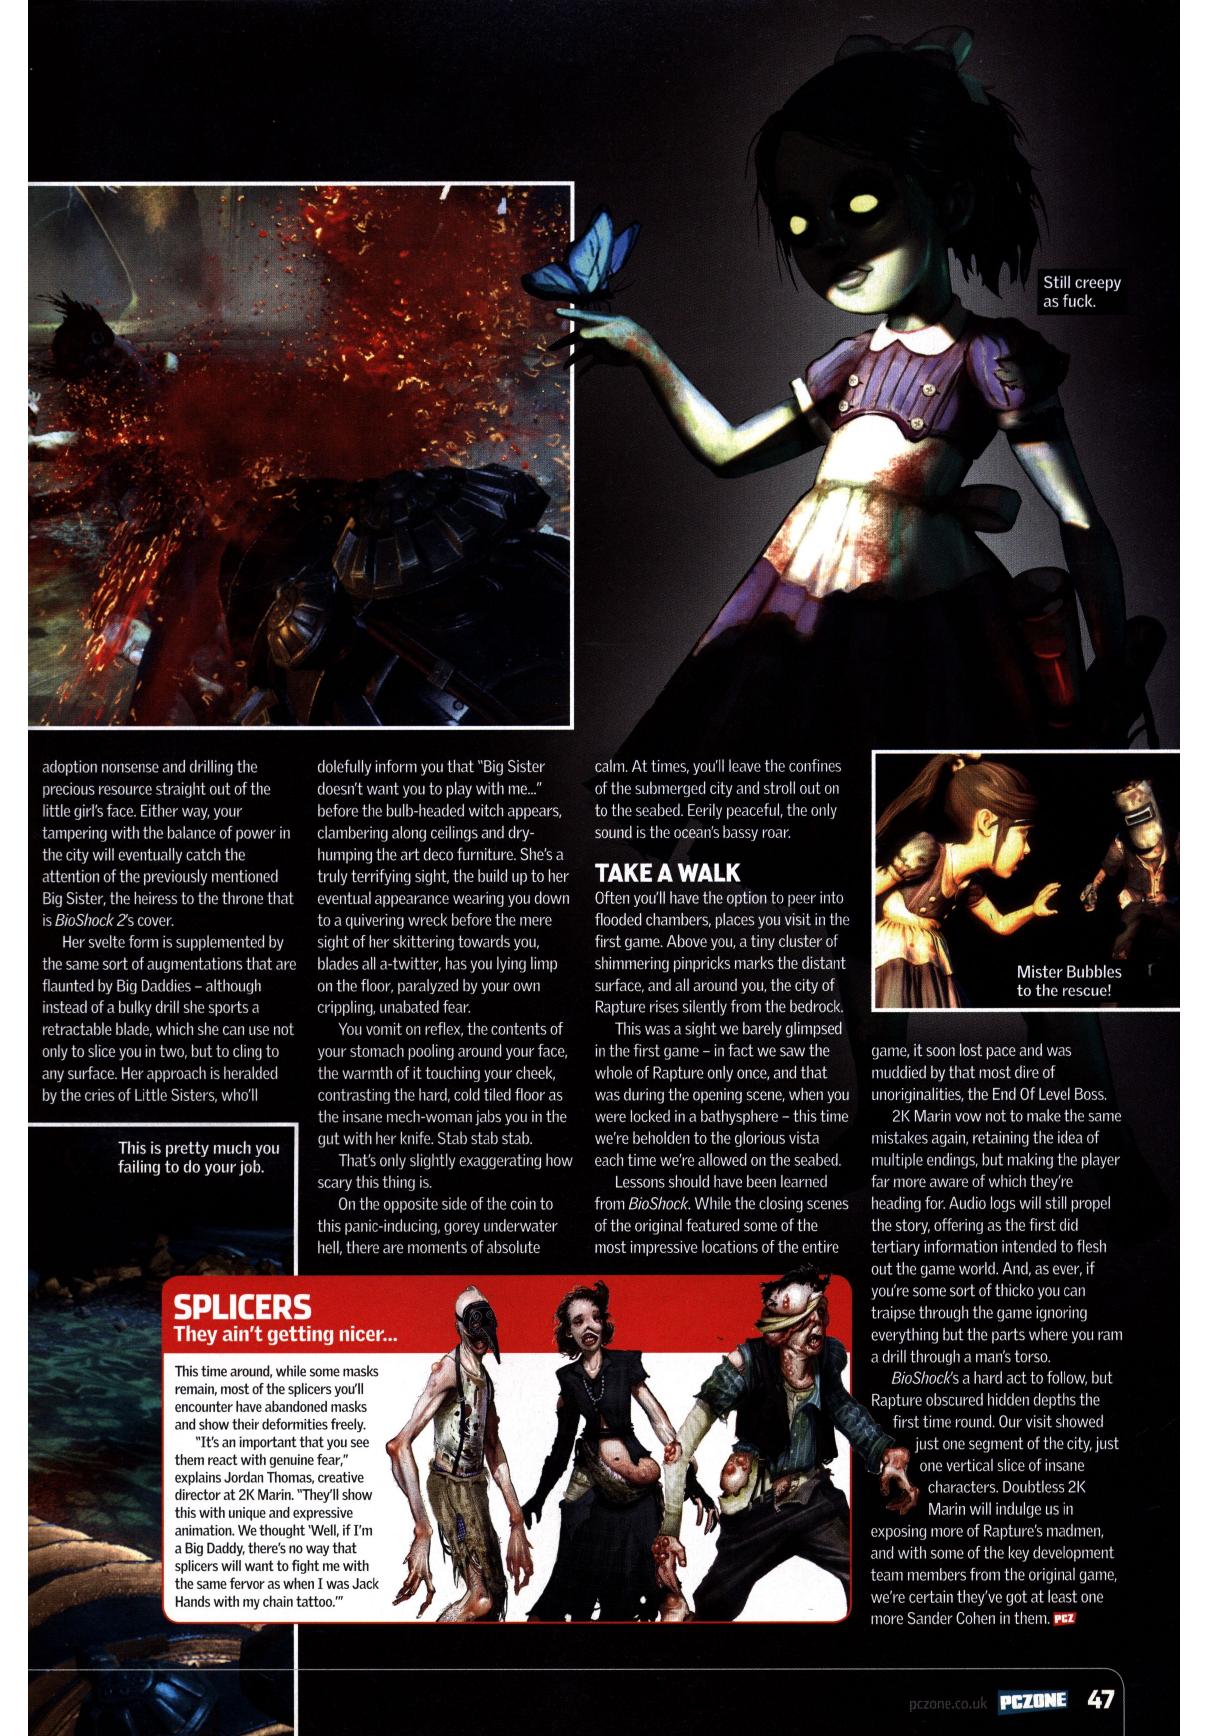 Still creepy
as fuck.
adoption nonsense and drilling the
precious resource straight out of the
little girl's face. Either way, your
tampering with the balance of power in
the city will eventually catch the
attention of the previously mentioned
Big Sister, the heiress to the throne that
is BioShock 2's cover.
Her svelte form is supplemented by
the same sort of augmentations that are
flaunted by Big Daddies – although
instead of a bulky drill she sports a
retractable blade, which she can use not
only to slice you in two, but to cling to
any surface. Her approach is heralded
by the cries of Little Sisters, who'll
This is pretty much you
failing to do your job.
dolefully inform you that "Big Sister
doesn't want you to play with me..."
before the bulb-headed witch appears,
clambering along ceilings and dry-
humping the art deco furniture. She's a
truly terrifying sight, the build up to her
eventual appearance wearing you down
to a quivering wreck before the mere
sight of her skittering towards you,
blades all a-twitter, has you lying limp
on the floor, paralyzed by your own
crippling, unabated fear.
You vomit on reflex, the contents of
your stomach pooling around your face,
the warmth of it touching your cheek,
contrasting the hard, cold tiled floor as
the insane mech-woman jabs you in the
gut with her knife. Stab stab stab.
That's only slightly exaggerating how
scary this thing is.
On the opposite side of the coin to
this panic-inducing, gorey underwater
hell, there are moments of absolute
calm. At times, you'll leave the confines
of the submerged city and stroll out on
to the seabed. Eerily peaceful, the only
sound is the ocean's bassy roar.
TAKE A WALK
Often you'll have the option to peer into
flooded chambers, places you visit in the
first game. Above you, a tiny cluster of
shimmering pinpricks marks the distant
surface, and all around you, the city of
Rapture rises silently from the bedrock.
This was a sight we barely glimpsed
in the first game – in fact we saw the
whole of Rapture only once, and that
was during the opening scene, when you
were locked in a bathysphere – this time
we're beholden to the glorious vista
each time we're allowed on the seabed.
Lessons should have been learned
from BioShock. While the closing scenes
of the original featured some of the
most impressive locations of the entire
Mister Bubbles
to the rescue!
game, it soon lost pace and was
muddied by that most dire of
unoriginalities, the End Of Level Boss.
2K Marin vow not to make the same
mistakes again, retaining the idea of
multiple endings, but making the player
far more aware of which they're
heading for. Audio logs will still propel
the story, offering as the first did
tertiary information intended to flesh
out the game world. And, as ever, if
you're some sort of thicko you can
traipse through the game ignoring
everything but the parts where you ram
a drill through a man's torso.
BioShock's a hard act to follow, but
Rapture obscured hidden depths the
first time round. Our visit showed
just one segment of the city, just
one vertical slice of insane
characters. Doubtless 2K
Marin will indulge us in
exposing more of Rapture's madmen,
and with some of the key development
team members from the original game,
we're certain they've got at least one
more Sander Cohen in them. PCZ
SPLICERS
They ain't getting nicer...
This time around, while some masks
remain, most of the splicers you'll
encounter have abandoned masks
and show their deformities freely.
"It's an important that you see
them react with genuine fear,"
explains Jordan Thomas, creative
director at 2K Marin. "They'll show
this with unique and expressive
animation. We thought 'Well, if I'm
a Big Daddy, there's no way that
splicers will want to fight me with
the same fervor as when I was Jack
Hands with my chain tattoo.'"
pczone.co.uk PCZONE 47